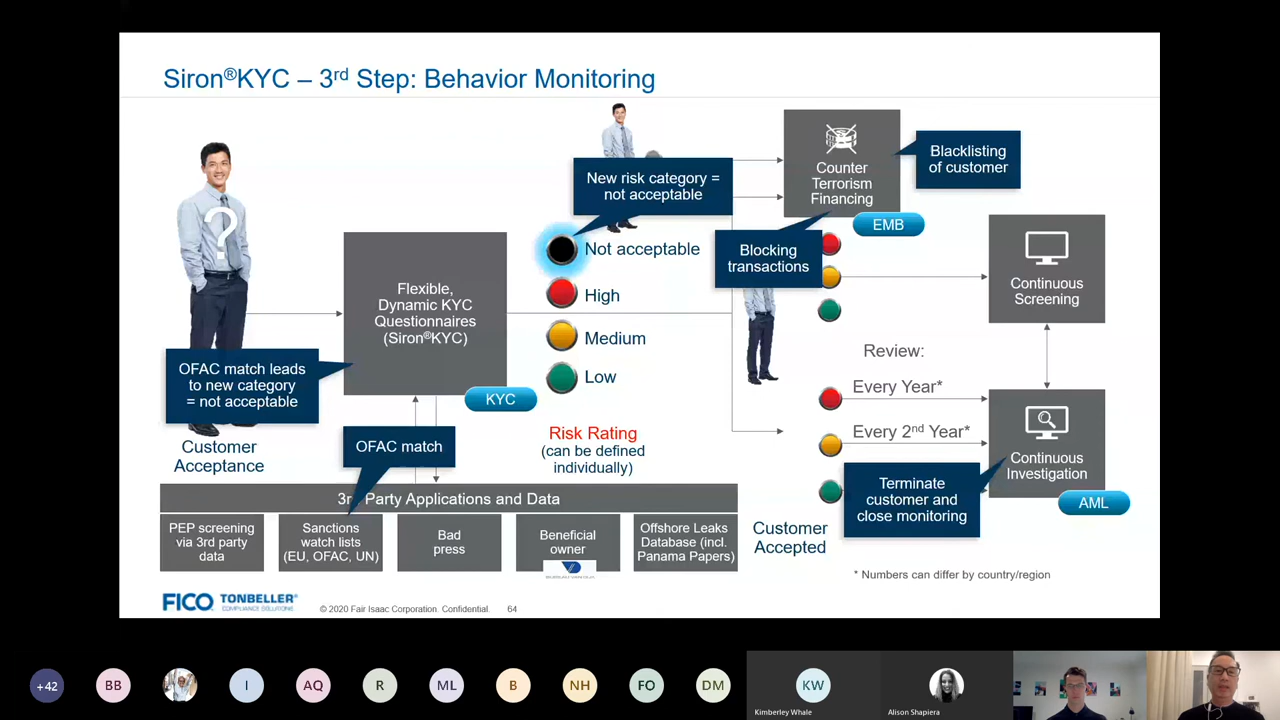 Siron®KYC – 3rd Step: Behavior Monitoring
?
Flexible,
Dynamic KYC
Questionnaires
(Siron®KYC)
KYC
OFAC match leads
to new category
= not acceptable
Customer
Acceptance
OFAC match
New risk category =
not acceptable
Not acceptable
High
Medium
Low
Risk Rating
(can be defined
individually)
Counter
Terrorism
Financing
EMB
Blacklisting
of customer
Blocking
transactions
Continuous
Screening
Review:
Every Year*
Every 2nd Year*
Continuous
Investigation
AML
Terminate
customer and
close monitoring
Customer
Accepted
* Numbers can differ by country/region
3rd Party Applications and Data
PEP screening
via 3rd party
data
Sanctions
watch lists
(EU, OFAC, UN)
Bad
press
Beneficial
owner
Offshore Leaks
Database (incl.
Panama Papers)
FICO TONBELLER®
COMPLIANCE SOLUTIONS
© 2020 Fair Isaac Corporation. Confidential.
64
+42
BB
I
AQ
R
ML
B
NH
FO
DM
KW
Kimberley Whale
Alison Shapiera